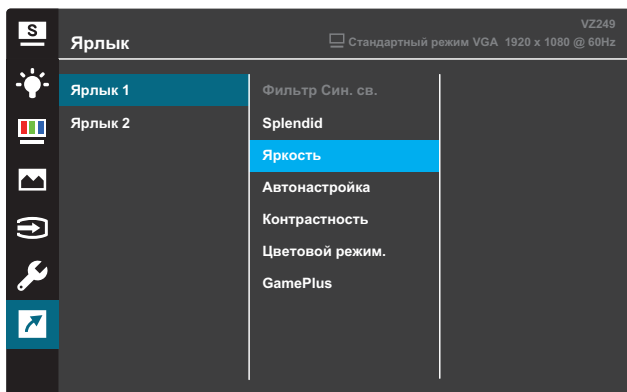 S
VZ249
Ярлык
Стандартный режим VGA 1920 x 1080 @ 60Hz
Ярлык 1
Ярлык 2
Фильтр Син. св.
Splendid
Яркость
Автонастройка
Контрастность
Цветовой режим.
GamePlus